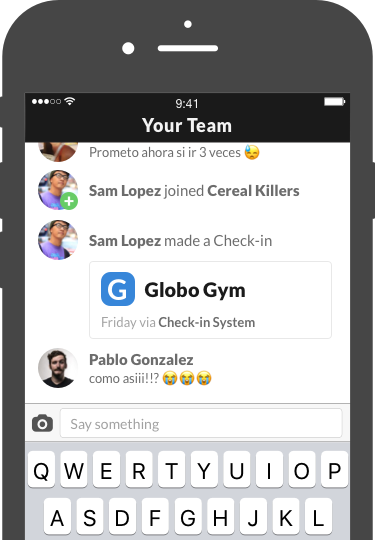 9:41
Your Team
Prometo ahora si ir 3 veces 😓
Sam Lopez joined Cereal Killers
Sam Lopez made a Check-in
G Globo Gym
Friday via Check-in System
Pablo Gonzalez
como asiii!!? 😭😭😭
Say something
Q W E R T Y U I O P
A S D F G H J K L